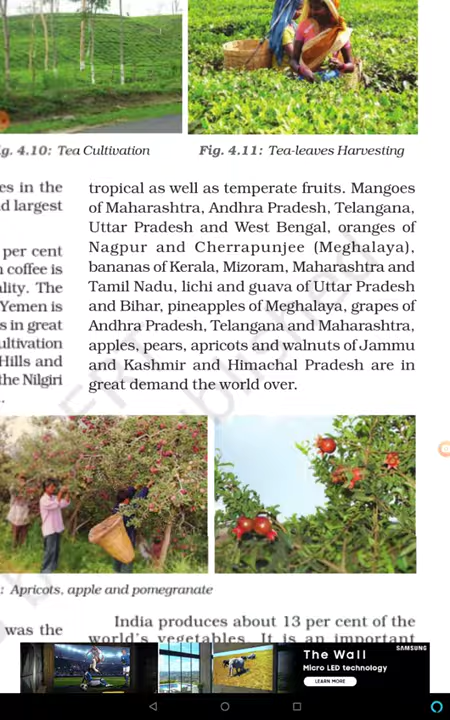 g. 4.10: Tea Cultivation
Fig. 4.11: Tea-leaves Harvesting
es in the
d largest
per cent
coffee is
ality. The
Yemen is
s in great
ultivation
Hills and
the Nilgiri
tropical as well as temperate fruits. Mangoes
of Maharashtra, Andhra Pradesh, Telangana,
Uttar Pradesh and West Bengal, oranges of
Nagpur and Cherrapunjee (Meghalaya),
bananas of Kerala, Mizoram, Maharashtra and
Tamil Nadu, lichi and guava of Uttar Pradesh
and Bihar, pineapples of Meghalaya, grapes of
Andhra Pradesh, Telangana and Maharashtra,
apples, pears, apricots and walnuts of Jammu
and Kashmir and Himachal Pradesh are in
great demand the world over.
: Apricots, apple and pomegranate
was the
India produces about 13 per cent of the
world's vegetables. It is an important
The Wall
Micro LED technology
LEARN MORE
SAMSUNG